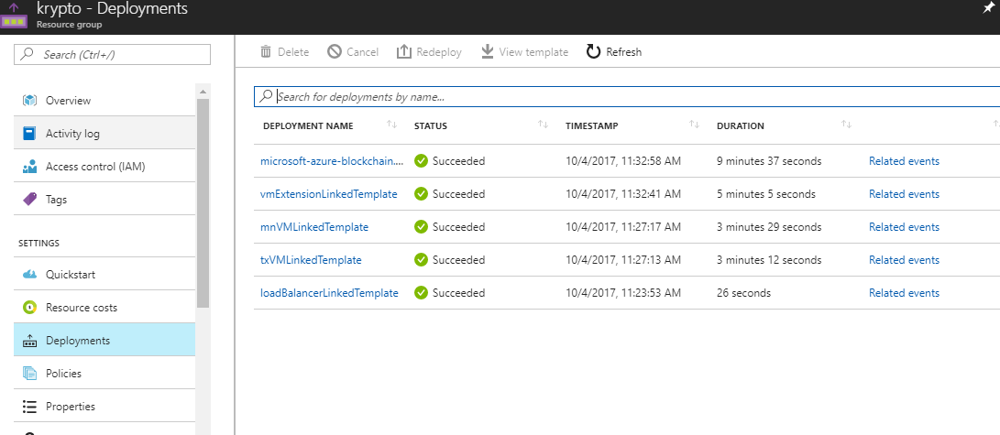 krypto - Deployments
Resource group
Search (Ctrl+/)
Overview
Activity log
Access control (IAM)
Tags
SETTINGS
Quickstart
Resource costs
Deployments
Policies
Properties
Delete Cancel Redeploy View template Refresh
Search for deployments by name...
DEPLOYMENT NAME STATUS TIMESTAMP DURATION
microsoft-azure-blockchain.... Succeeded 10/4/2017, 11:32:58 AM 9 minutes 37 seconds Related events
vmExtensionLinkedTemplate Succeeded 10/4/2017, 11:32:41 AM 5 minutes 5 seconds Related events
mnVMLinkedTemplate Succeeded 10/4/2017, 11:27:17 AM 3 minutes 29 seconds Related events
txVMLinkedTemplate Succeeded 10/4/2017, 11:27:13 AM 3 minutes 12 seconds Related events
loadBalancerLinkedTemplate Succeeded 10/4/2017, 11:23:53 AM 26 seconds Related events